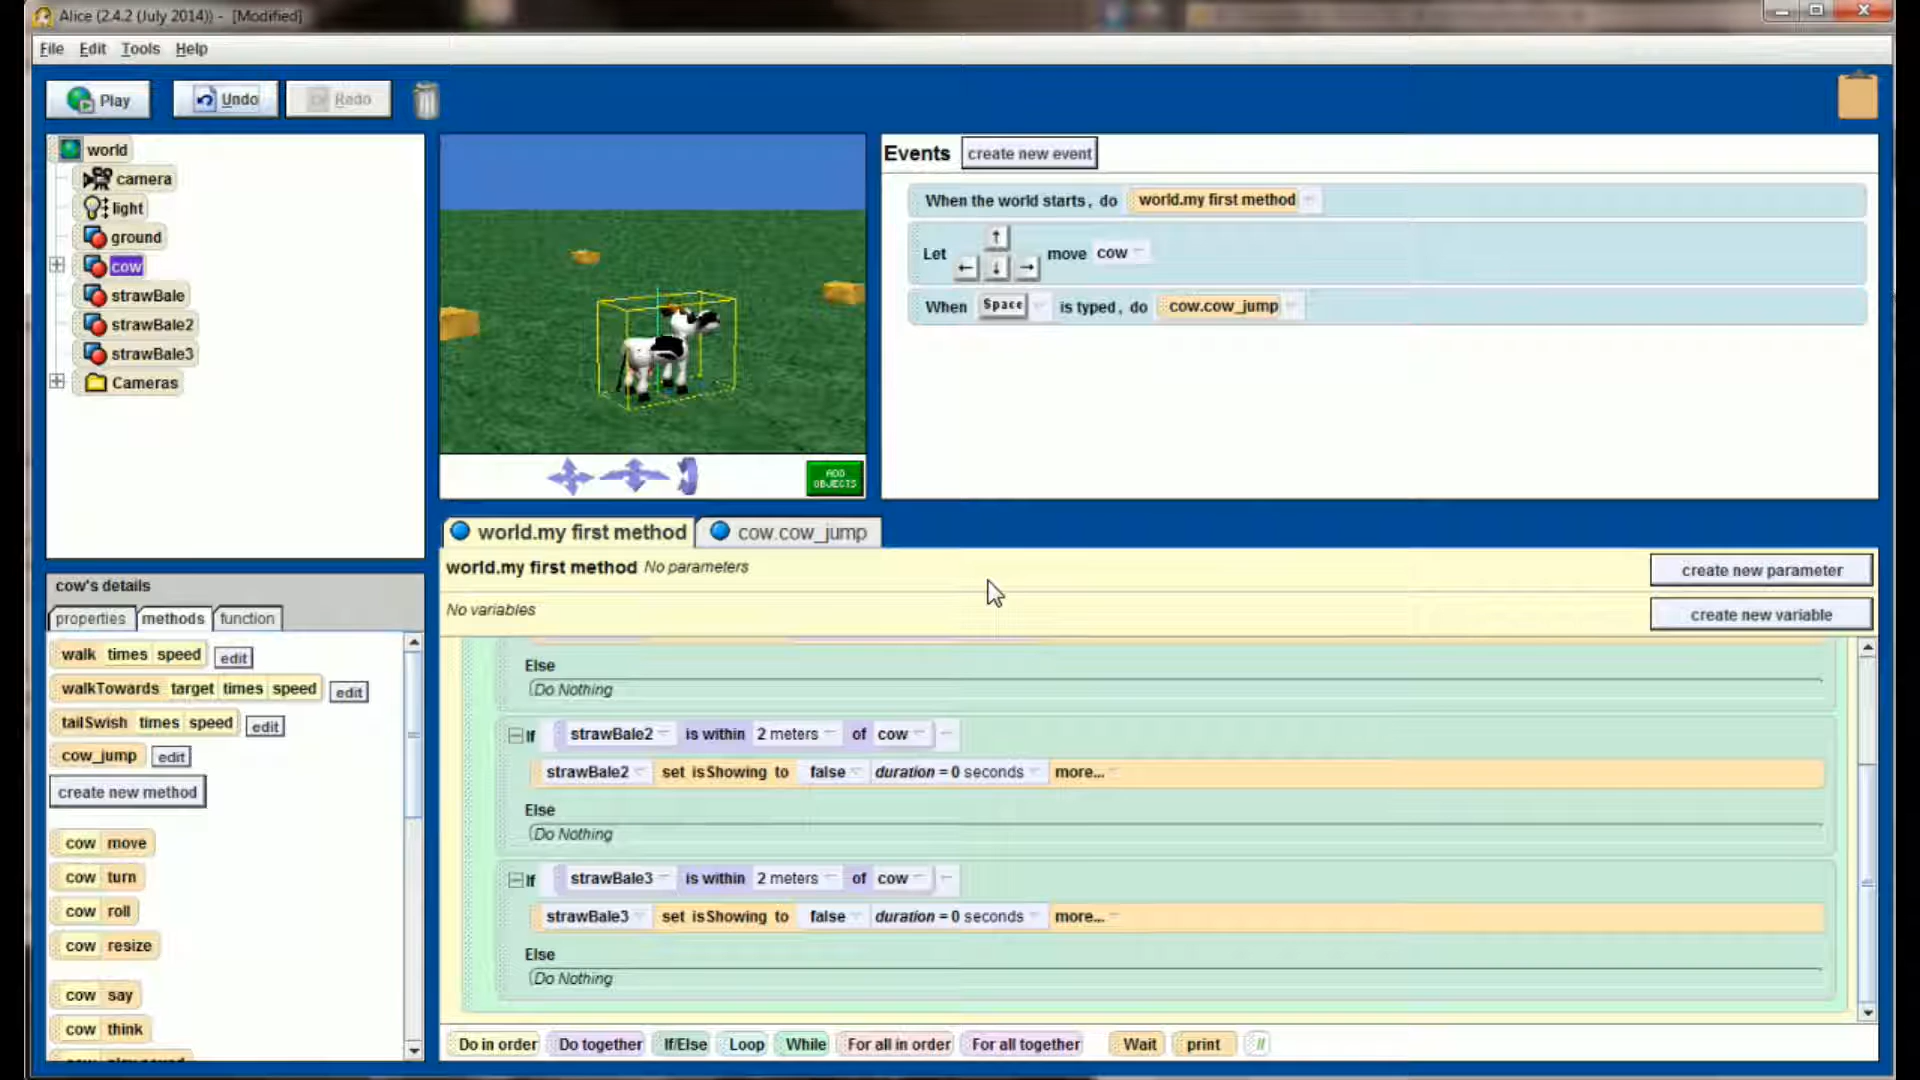 Alice (2.4.2 (July 2014)) - [Modified]
File Edit Tools Help
Play Undo Redo
world
camera
light
ground
cow
strawBale
strawBale2
strawBale3
Cameras
ADD OBJECTS
Events create new event
When the world starts, do world.my first method
Let move cow
When Space is typed, do cow.cow_jump
cow's details
properties methods function
walk times speed edit
walkTowards target times speed edit
tailSwish times speed edit
cow_jump edit
create new method
cow move
cow turn
cow roll
cow resize
cow say
cow think
world.my first method cow.cow_jump
world.my first method No parameters create new parameter
No variables create new variable
Else
(Do Nothing
If strawBale2 is within 2 meters of cow
strawBale2 set isShowing to false duration = 0 seconds more...
Else
(Do Nothing
If strawBale3 is within 2 meters of cow
strawBale3 set isShowing to false duration = 0 seconds more...
Else
(Do Nothing
Do in order Do together If/Else Loop While For all in order For all together Wait print //